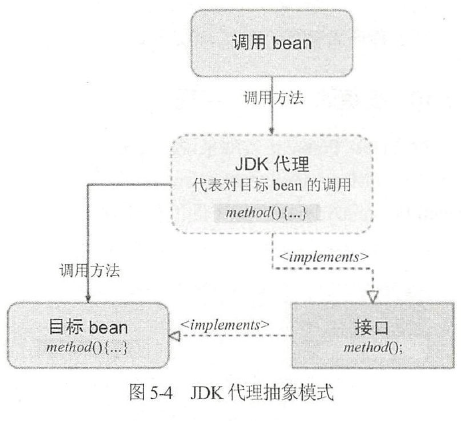 调用 bean
调用方法
JDK 代理
代表对目标 bean 的调用
method(){...}
<implements>
调用方法
目标 bean
method(){...}
<implements>
接口
method();
图 5-4 JDK 代理抽象模式